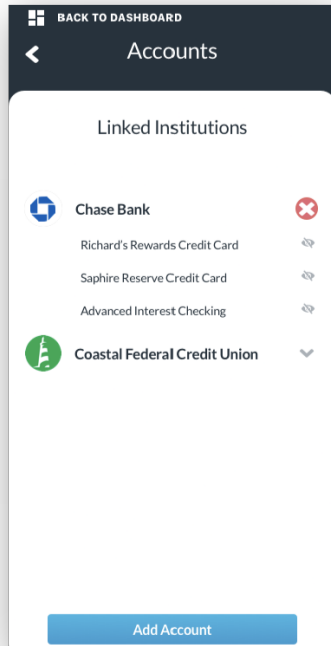 BACK TO DASHBOARD
Accounts
Linked Institutions
Chase Bank
Richard's Rewards Credit Card
Saphire Reserve Credit Card
Advanced Interest Checking
Coastal Federal Credit Union
Add Account